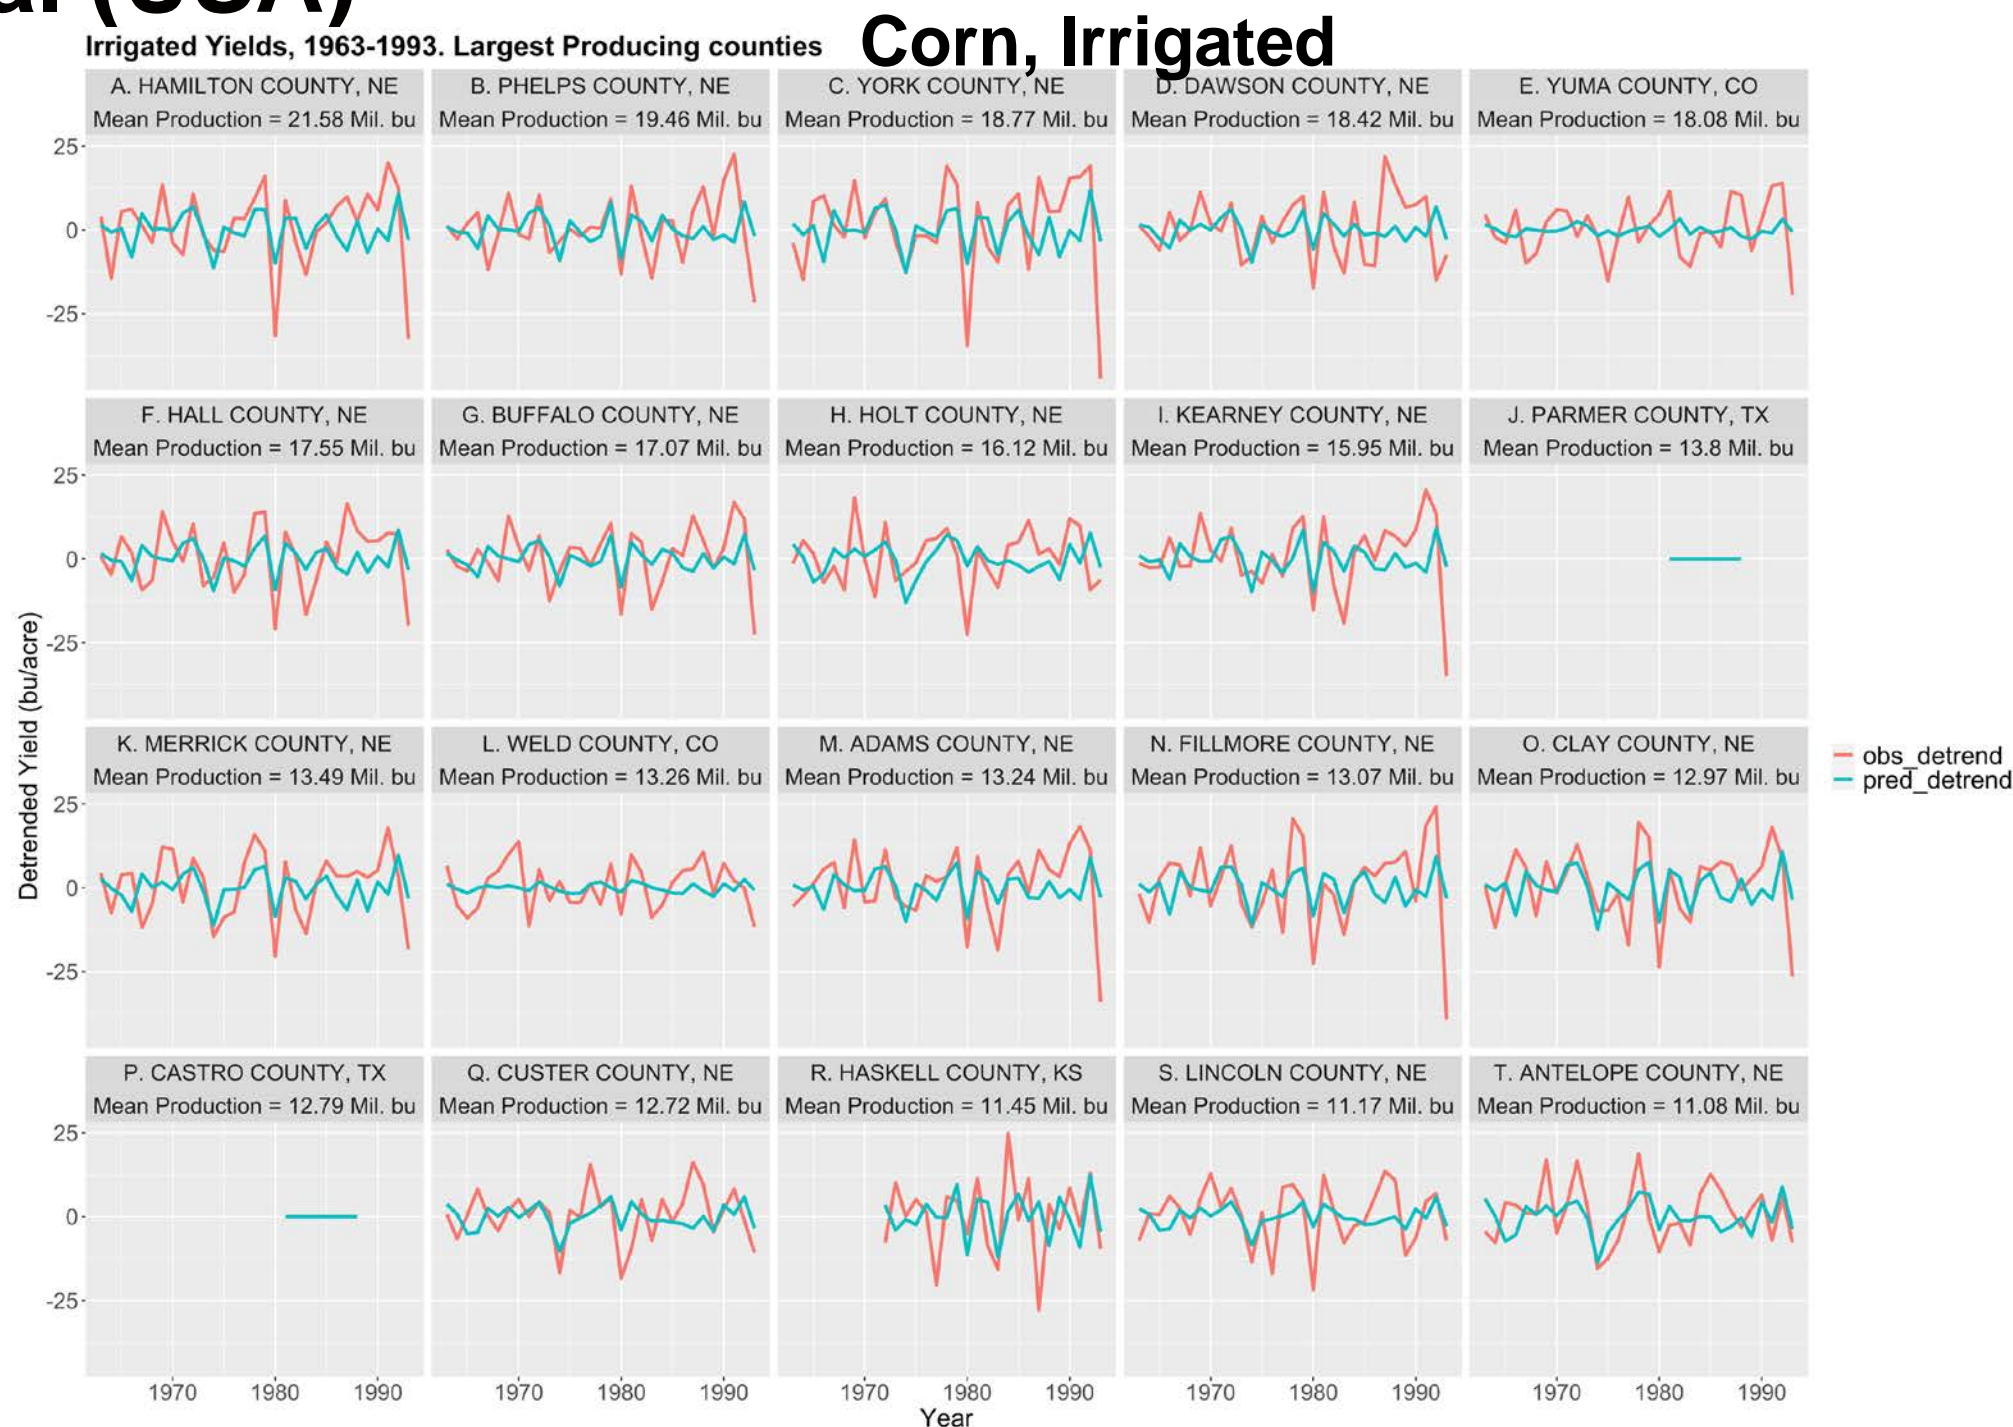 (USA)
Corn, Irrigated
Irrigated Yields, 1963-1993. Largest Producing counties
A. HAMILTON COUNTY, NE
Mean Production = 21.58 Mil. bu
B. PHELPS COUNTY, NE
Mean Production = 19.46 Mil. bu
C. YORK COUNTY, NE
Mean Production = 18.77 Mil. bu
D. DAWSON COUNTY, NE
Mean Production = 18.42 Mil. bu
E. YUMA COUNTY, CO
Mean Production = 18.08 Mil. bu
25
0
-25
F. HALL COUNTY, NE
Mean Production = 17.55 Mil. bu
G. BUFFALO COUNTY, NE
Mean Production = 17.07 Mil. bu
H. HOLT COUNTY, NE
Mean Production = 16.12 Mil. bu
I. KEARNEY COUNTY, NE
Mean Production = 15.95 Mil. bu
J. PARMER COUNTY, TX
Mean Production = 13.8 Mil. bu
25
0
-25
Detrended Yield (bu/acre)
K. MERRICK COUNTY, NE
Mean Production = 13.49 Mil. bu
L. WELD COUNTY, CO
Mean Production = 13.26 Mil. bu
M. ADAMS COUNTY, NE
Mean Production = 13.24 Mil. bu
N. FILLMORE COUNTY, NE
Mean Production = 13.07 Mil. bu
O. CLAY COUNTY, NE
Mean Production = 12.97 Mil. bu
25
0
-25
obs_detrend
pred_detrend
P. CASTRO COUNTY, TX
Mean Production = 12.79 Mil. bu
Q. CUSTER COUNTY, NE
Mean Production = 12.72 Mil. bu
R. HASKELL COUNTY, KS
Mean Production = 11.45 Mil. bu
S. LINCOLN COUNTY, NE
Mean Production = 11.17 Mil. bu
T. ANTELOPE COUNTY, NE
Mean Production = 11.08 Mil. bu
25
0
-25
1970 1980 1990
1970 1980 1990
1970 1980 1990
1970 1980 1990
1970 1980 1990
Year